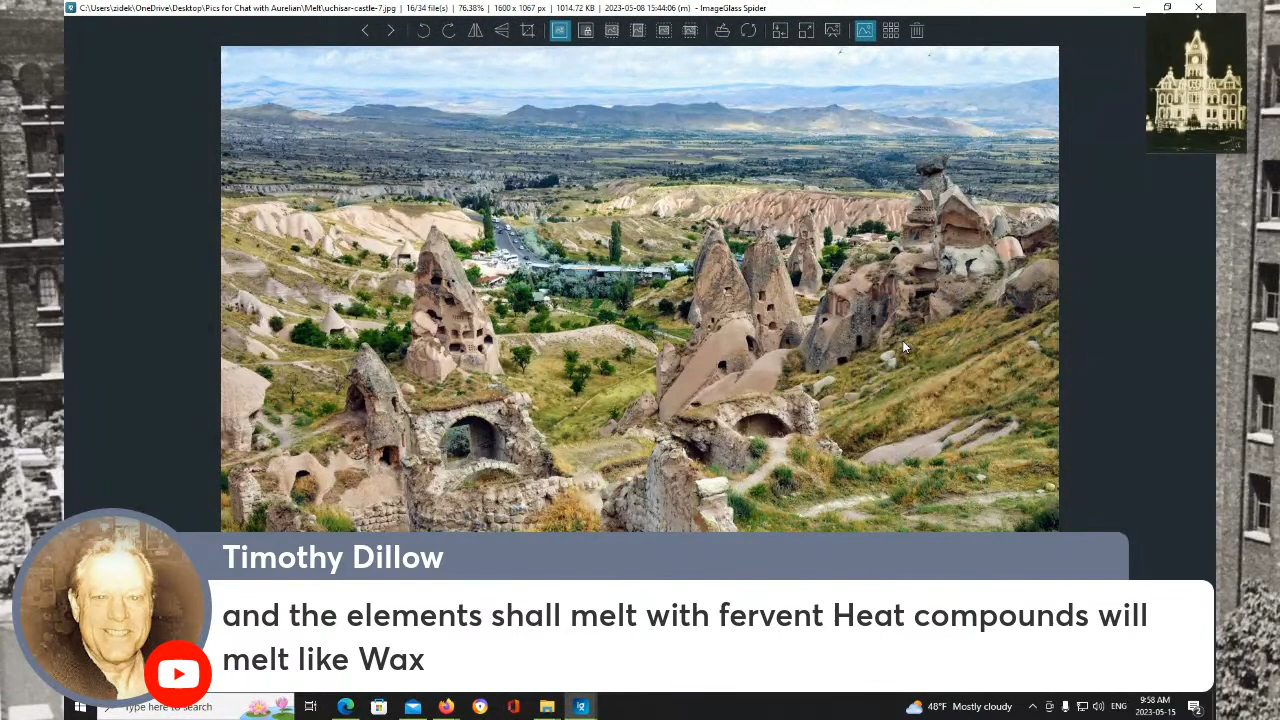 C:\Users\zidek\OneDrive\Desktop\Pics for Chat with Aurelian\Melt\uchisar-castle-7.jpg | 16/34 file(s) | 76.38% | 1600 x 1067 px | 1014.72 KB | 2023-05-08 15:44:06 (m) - ImageGlass Spider
Timothy Dillow
and the elements shall melt with fervent Heat compounds will
melt like Wax
here to search
48°F Mostly cloudy
ENG
9:58 AM
2023-05-15